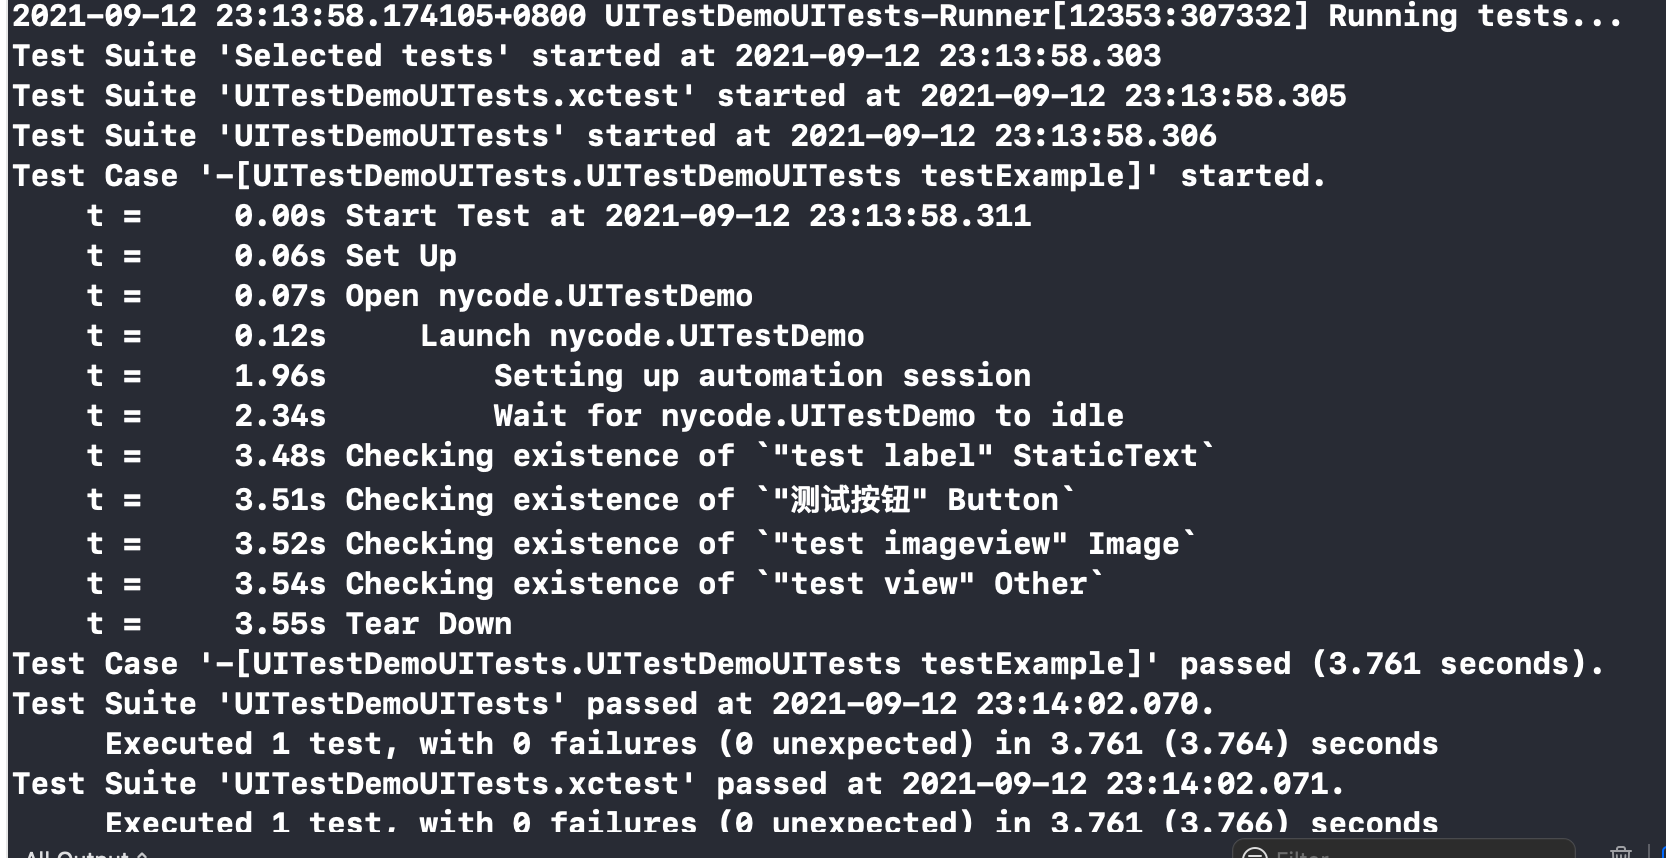 2021-09-12 23:13:58.174105+0800 UITestDemoUITests-Runner[12353:307332] Running tests...
Test Suite 'Selected tests' started at 2021-09-12 23:13:58.303
Test Suite 'UITestDemoUITests.xctest' started at 2021-09-12 23:13:58.305
Test Suite 'UITestDemoUITests' started at 2021-09-12 23:13:58.306
Test Case '-[UITestDemoUITests.UITestDemoUITests testExample]' started.
    t =     0.00s Start Test at 2021-09-12 23:13:58.311
    t =     0.06s Set Up
    t =     0.07s Open nycode.UITestDemo
    t =     0.12s     Launch nycode.UITestDemo
    t =     1.96s         Setting up automation session
    t =     2.34s         Wait for nycode.UITestDemo to idle
    t =     3.48s Checking existence of `"test label" StaticText`
    t =     3.51s Checking existence of `"测试按钮" Button`
    t =     3.52s Checking existence of `"test imageview" Image`
    t =     3.54s Checking existence of `"test view" Other`
    t =     3.55s Tear Down
Test Case '-[UITestDemoUITests.UITestDemoUITests testExample]' passed (3.761 seconds).
Test Suite 'UITestDemoUITests' passed at 2021-09-12 23:14:02.070.
     Executed 1 test, with 0 failures (0 unexpected) in 3.761 (3.764) seconds
Test Suite 'UITestDemoUITests.xctest' passed at 2021-09-12 23:14:02.071.
     Executed 1 test, with 0 failures (0 unexpected) in 3.761 (3.766) seconds
All Output
Filter